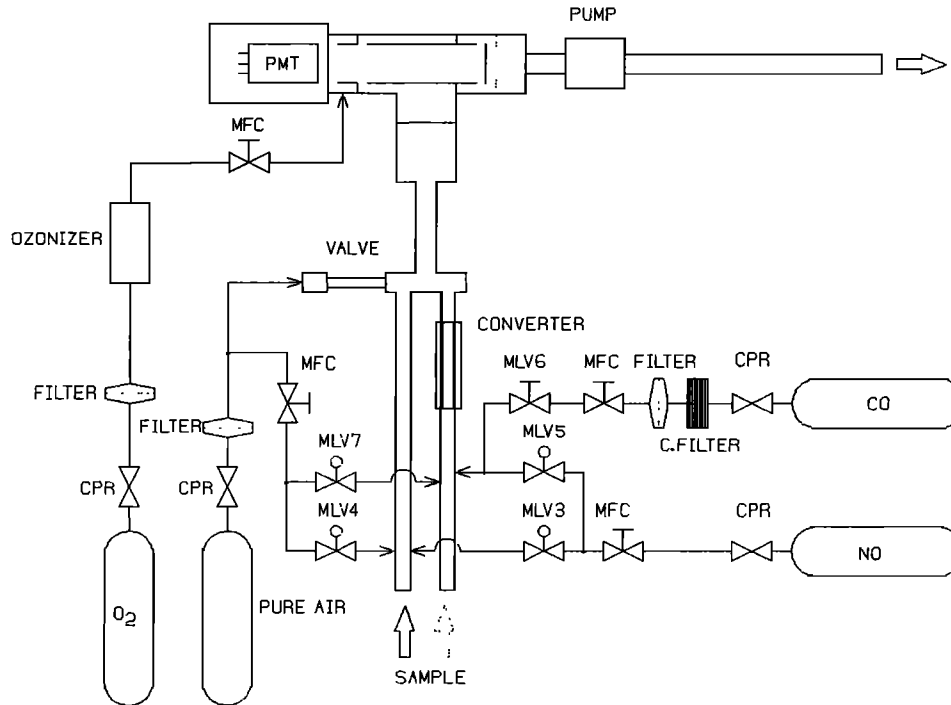 PUMP
PMT
MFC
OZONIZER
VALVE
CONVERTER
MFC
MLV6
MFC
FILTER
CPR
CO
FILTER
FILTER
C.FILTER
MLV7
MLV5
CPR
CPR
MLV4
MLV3
MFC
CPR
NO
O2
PURE AIR
SAMPLE